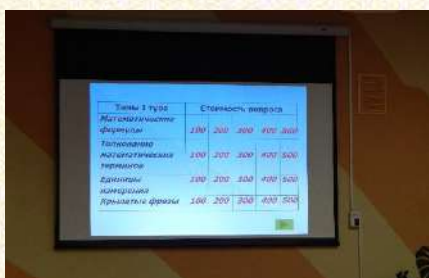 Темы 1 тура Стоимость вопроса
Математические
формулы 100 200 300 400 500
Толкование
математических 100 200 300 400 500
терминов
Единицы 100 200 300 400 500
измерения
Крылатые фразы 100 200 300 400 500